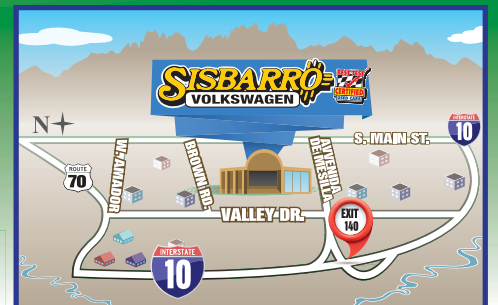 SISBARRO
VOLKSWAGEN
CERTIFIED
N
S. MAIN ST.
INTERSTATE
10
ROUTE
70
W. AMADOR
BROWN RD.
AVVENIDA
DE MESILLA
VALLEY DR.
EXIT
140
INTERSTATE
10